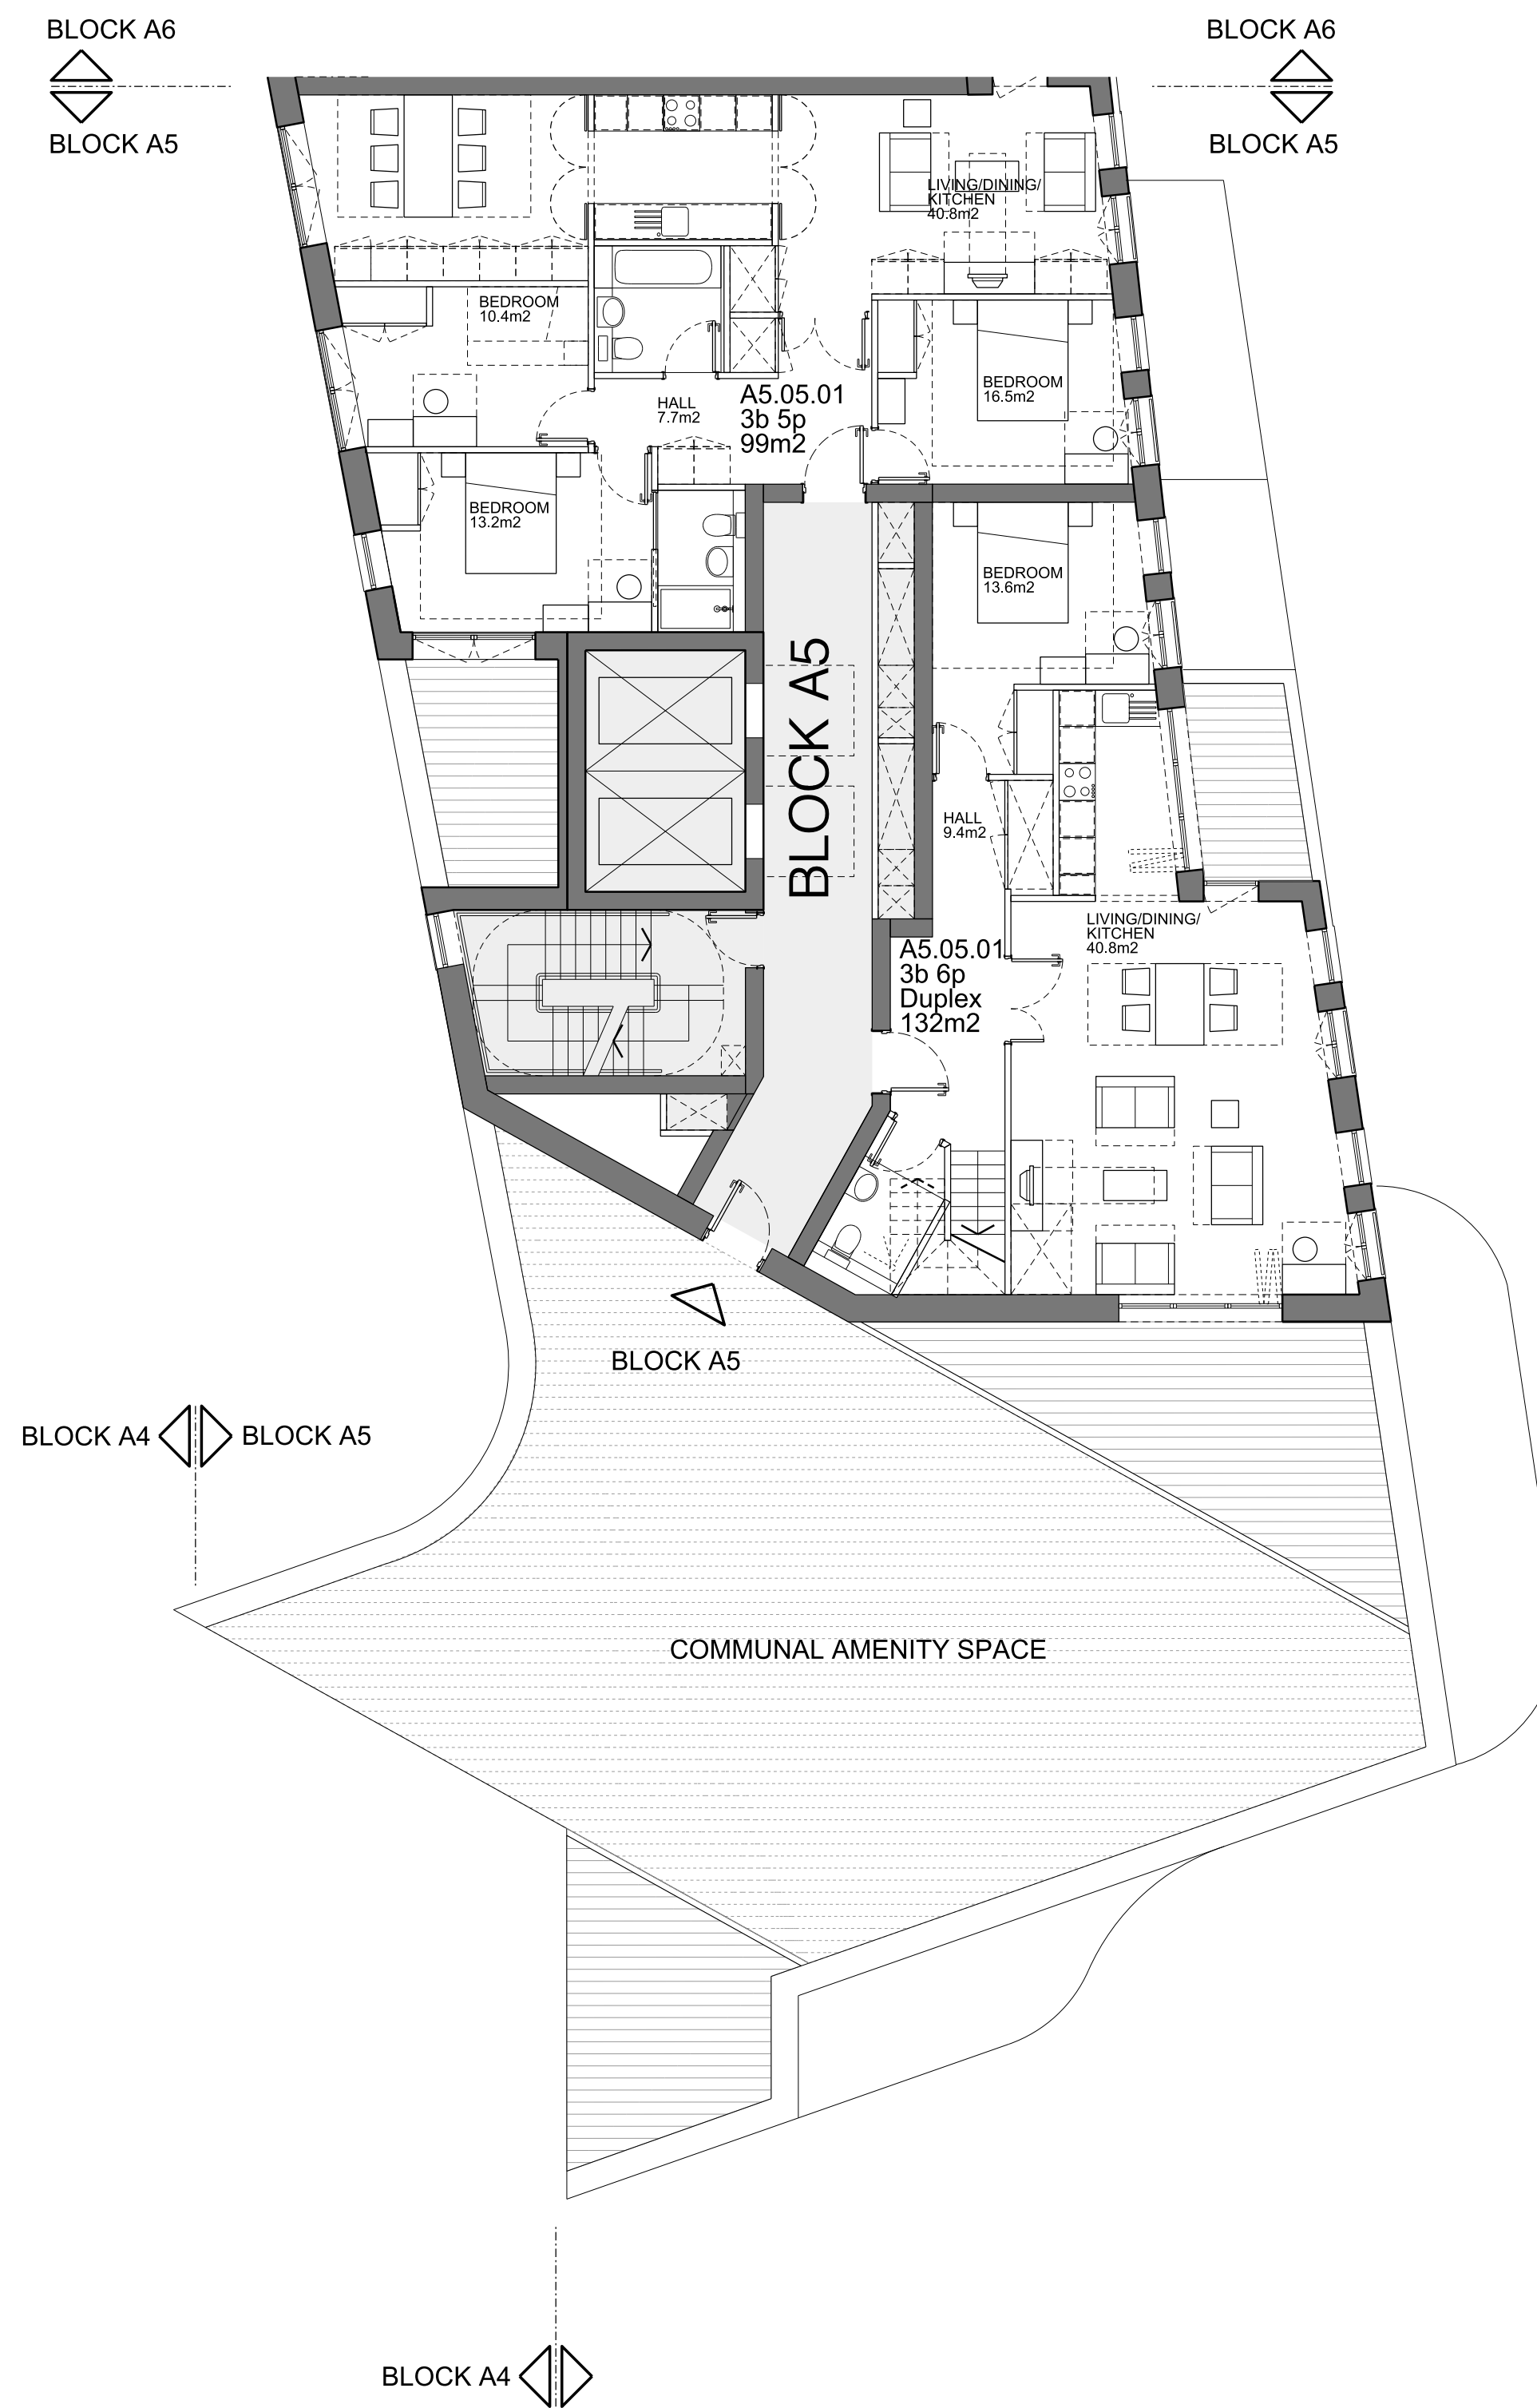 BLOCK A6
BLOCK A5
BLOCK A6
BLOCK A5
LIVING/DINING/
KITCHEN
40.8m2
BEDROOM
10.4m2
HALL
7.7m2
A5.05.01
3b 5p
99m2
BEDROOM
16.5m2
BEDROOM
13.2m2
BEDROOM
13.6m2
BLOCK A5
HALL
9.4m2
LIVING/DINING/
KITCHEN
40.8m2
A5.05.01
3b 6p
Duplex
132m2
BLOCK A5
BLOCK A4
BLOCK A5
COMMUNAL AMENITY SPACE
BLOCK A4